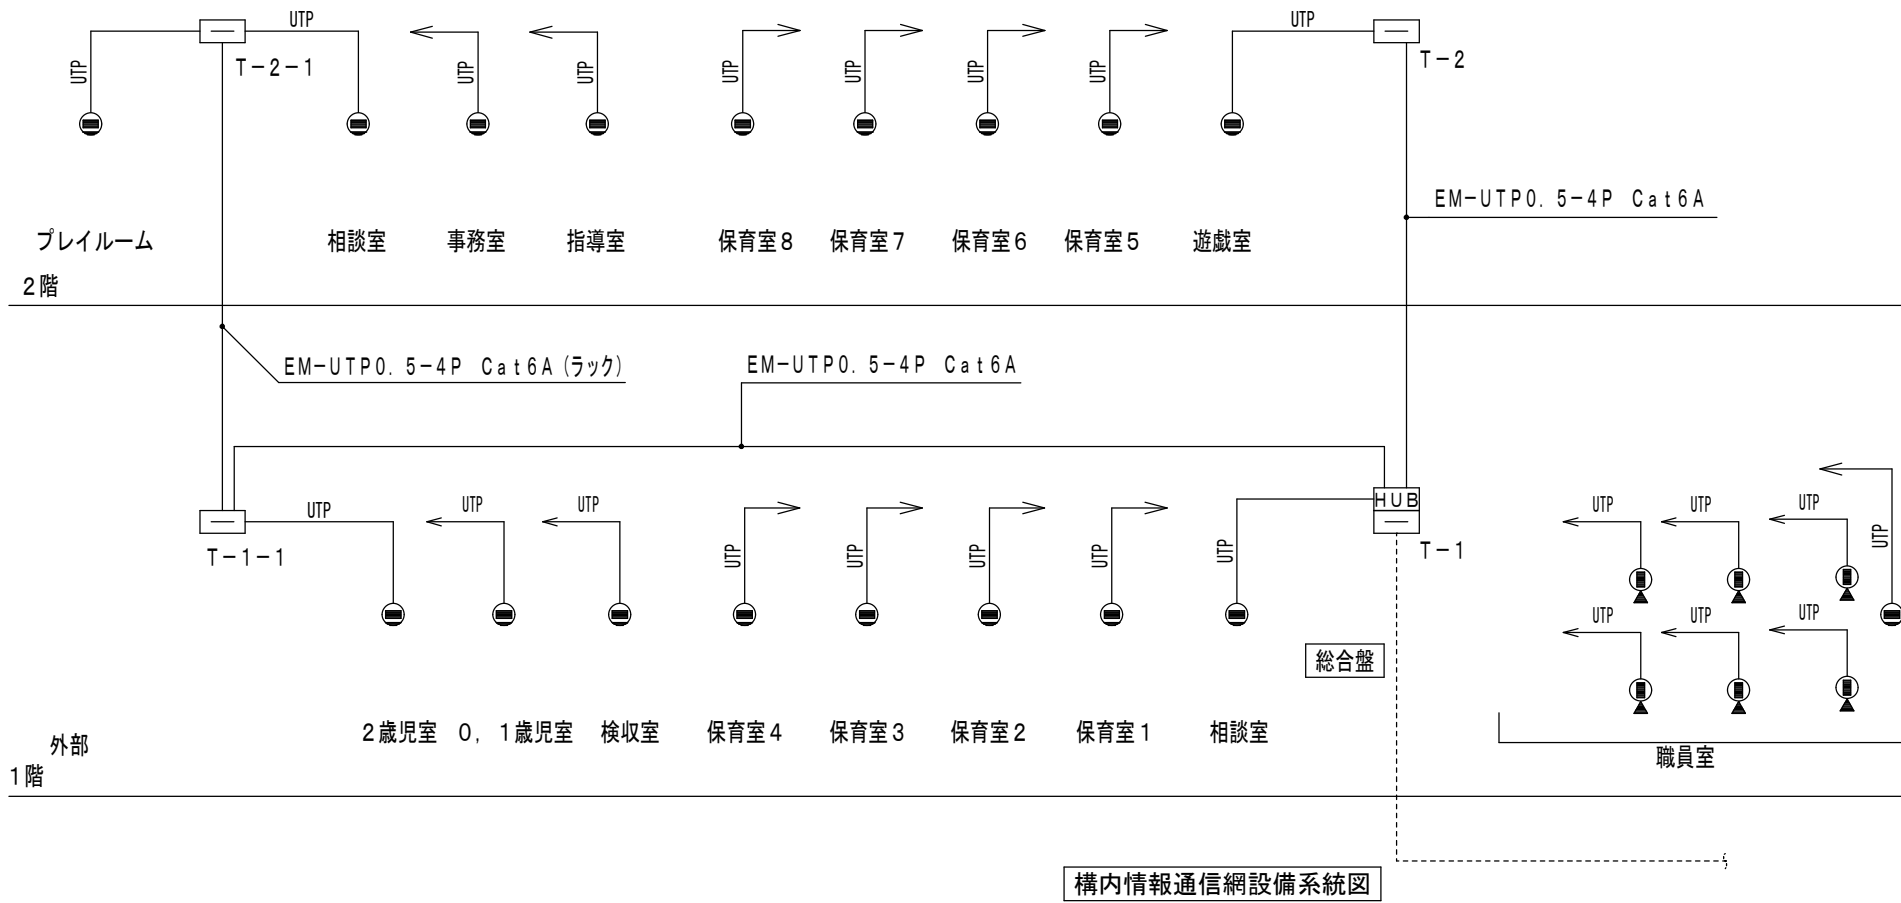 UTP UTP
T-2-1
T-2
UTP UTP UTP UTP UTP UTP UTP
EM-UTP0.5-4P Cat6A
プレイルーム 相談室 事務室 指導室 保育室8 保育室7 保育室6 保育室5 遊戯室
2階
EM-UTP0.5-4P Cat6A(ラック) EM-UTP0.5-4P Cat6A
UTP UTP UTP HUB UTP UTP UTP
T-1-1
T-1
UTP UTP UTP UTP UTP UTP
UTP UTP UTP
総合盤
2歳児室 0,1歳児室 検収室 保育室4 保育室3 保育室2 保育室1 相談室
外部
職員室
1階
構内情報通信網設備系統図